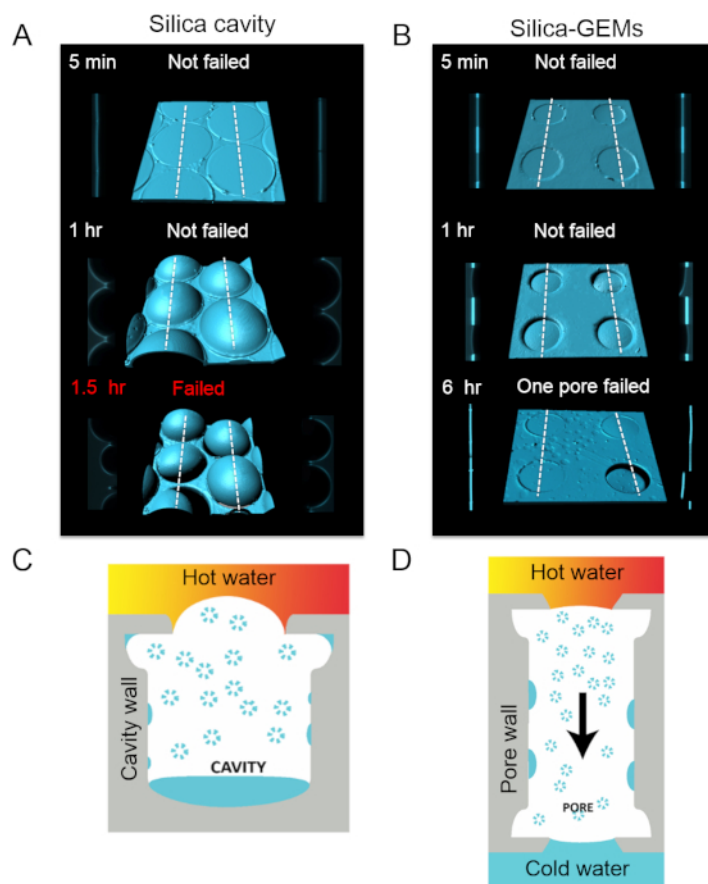 A
Silica cavity
5 min
Not failed
1 hr
Not failed
1.5 hr
Failed
B
Silica-GEMs
5 min
Not failed
1 hr
Not failed
6 hr
One pore failed
C
Hot water
Cavity wall
CAVITY
D
Hot water
Pore wall
PORE
Cold water